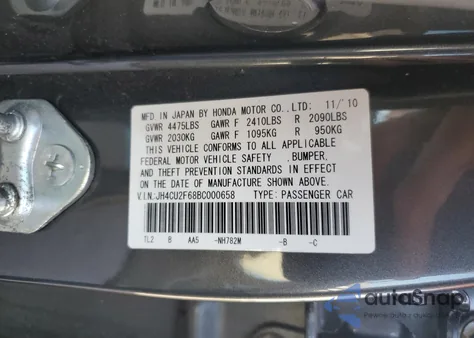 MFD. IN JAPAN BY HONDA MOTOR CO., LTD: 11/'10
GVWR 4475LBS GAWR F 2410LBS R 2090LBS
GVWR 2030KG GAWR F 1095KG R 950KG
THIS VEHICLE CONFORMS TO ALL APPLICABLE
FEDERAL MOTOR VEHICLE SAFETY ,BUMPER,
AND THEFT PREVENTION STANDARDS IN EFFECT
ON THE DATE OF MANUFACTURE SHOWN ABOVE.
V.I.N:JH4CU2F68BC000658 TYPE: PASSENGER CAR
TL2 B AA5 -NH782M -B -C
autoSnap